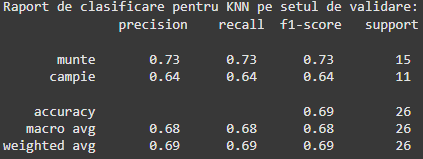 Raport de clasificare pentru KNN pe setul de validare:
precision recall f1-score support
munte 0.73 0.73 0.73 15
campie 0.64 0.64 0.64 11
accuracy 0.69 26
macro avg 0.68 0.68 0.68 26
weighted avg 0.69 0.69 0.69 26